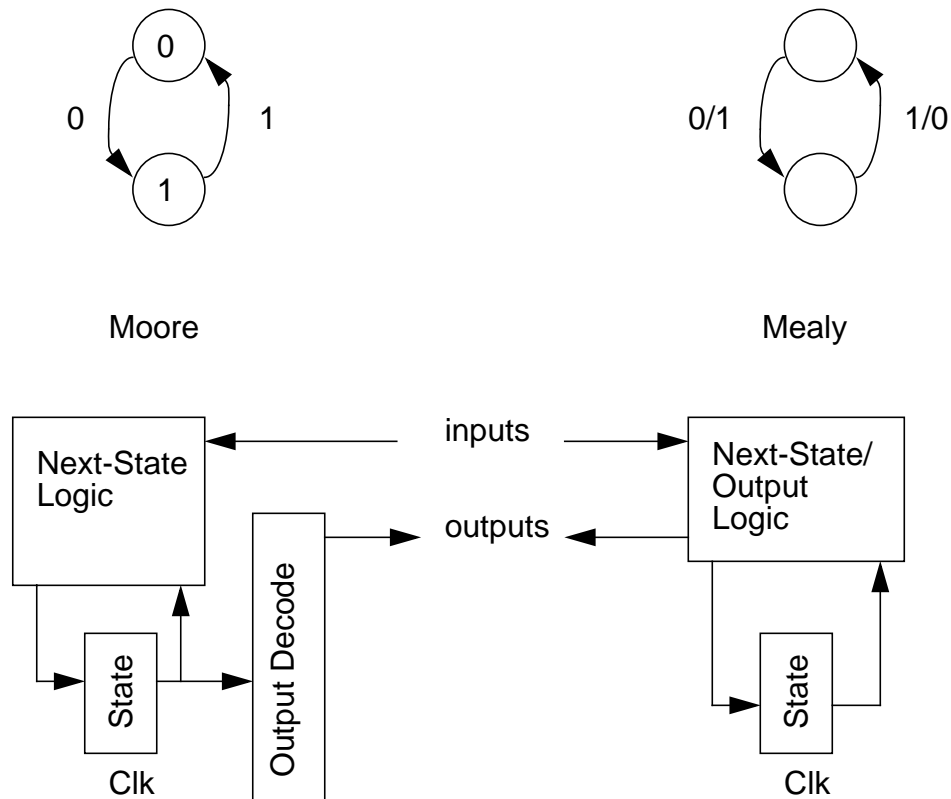 0
0 1
1
0/1 1/0
Moore
Mealy
inputs
outputs
Next-State
Logic
State
Clk
Output Decode
Next-State/
Output
Logic
State
Clk